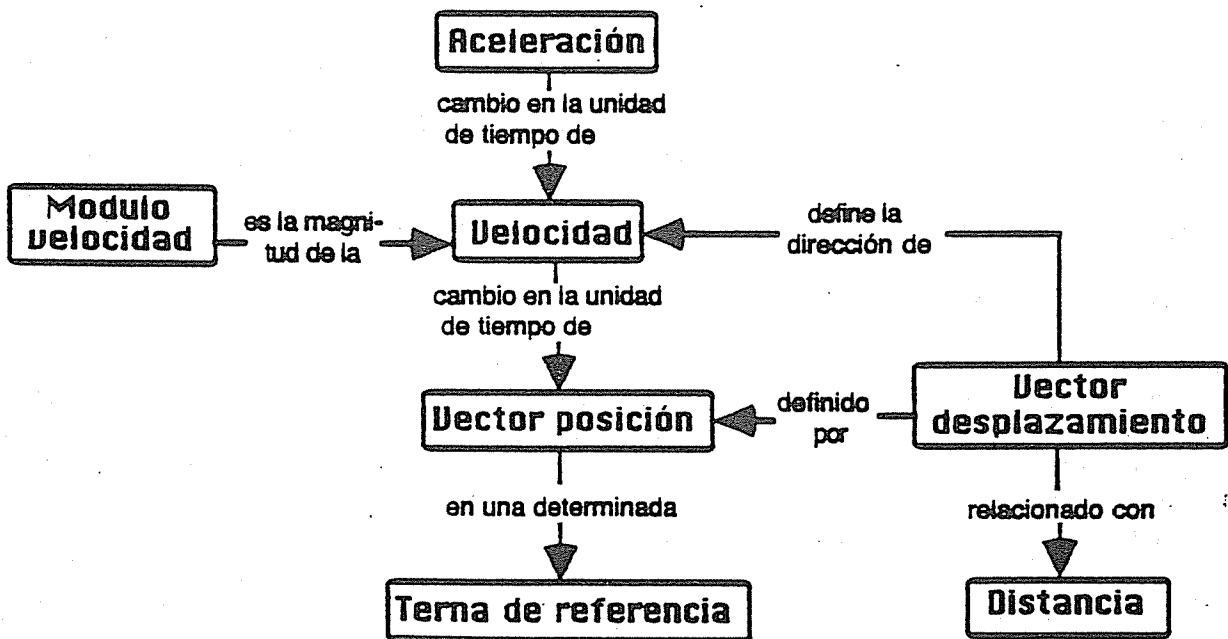 Aceleración
cambio en la unidad
de tiempo de
Modulo
velocidad
es la magni-
tud de la
Velocidad
define la
dirección de
cambio en la unidad
de tiempo de
Vector posición
definido
por
Vector
desplazamiento
en una determinada
relacionado con
Terna de referencia
Distancia